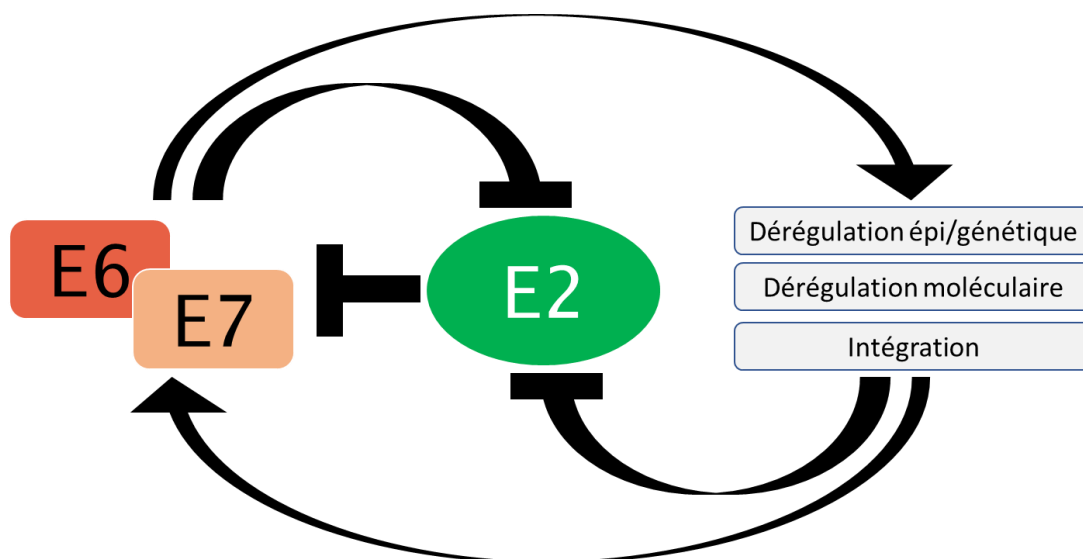 E6
E7
E2
Dérégulation épi/génétique
Dérégulation moléculaire
Intégration